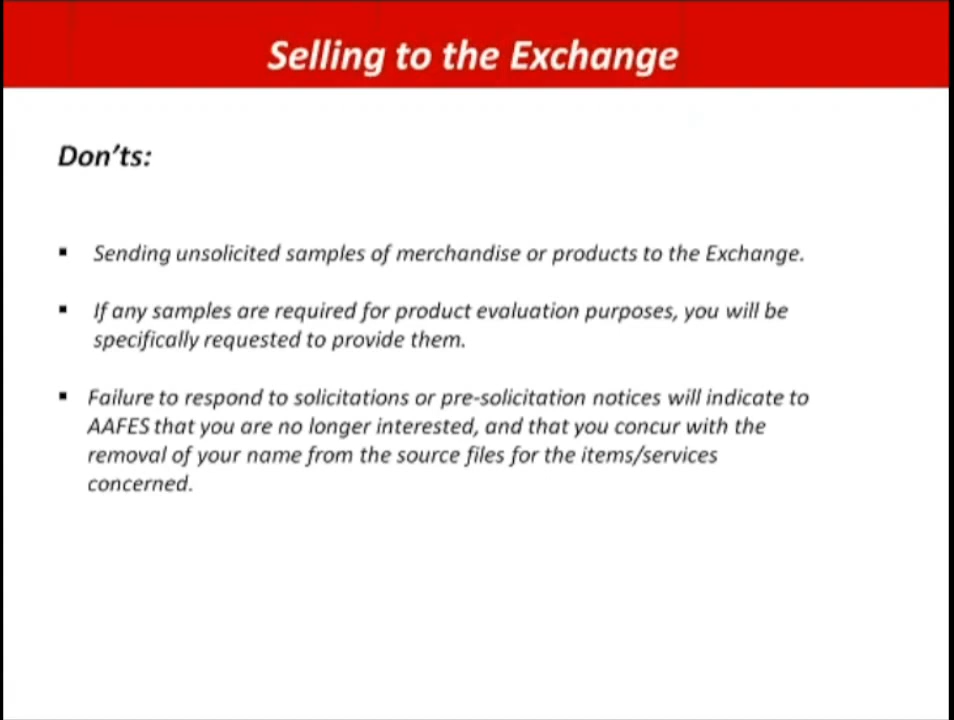 Selling to the Exchange
Don'ts:
▪ Sending unsolicited samples of merchandise or products to the Exchange.
▪ If any samples are required for product evaluation purposes, you will be
specifically requested to provide them.
▪ Failure to respond to solicitations or pre-solicitation notices will indicate to
AAFES that you are no longer interested, and that you concur with the
removal of your name from the source files for the items/services
concerned.